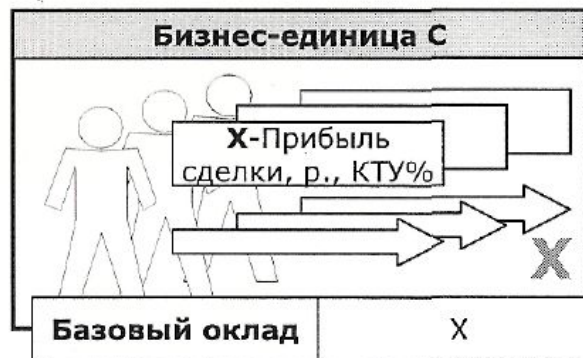 Бизнес-единица С
Х-Прибыль
сделки, р., КТУ%
X
Базовый оклад
X